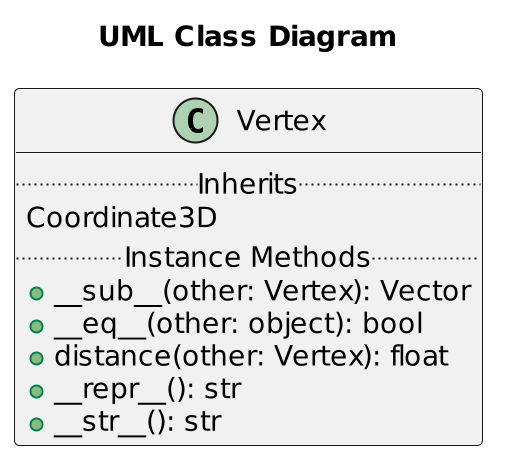 UML Class Diagram
C Vertex
Inherits
Coordinate3D
Instance Methods
__sub__(other: Vertex): Vector
__eq__(other: object): bool
distance(other: Vertex): float
__repr__(): str
__str__(): str